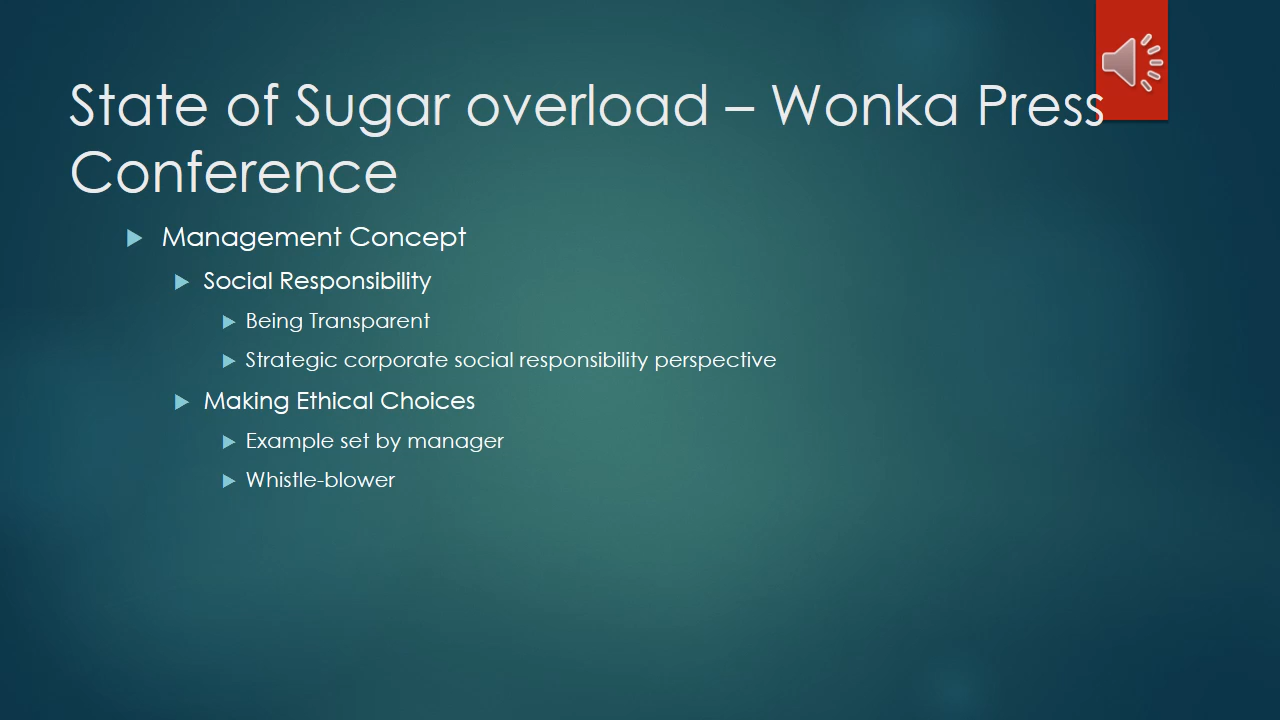 State of Sugar overload – Wonka Press
Conference
Management Concept
Social Responsibility
Being Transparent
Strategic corporate social responsibility perspective
Making Ethical Choices
Example set by manager
Whistle-blower